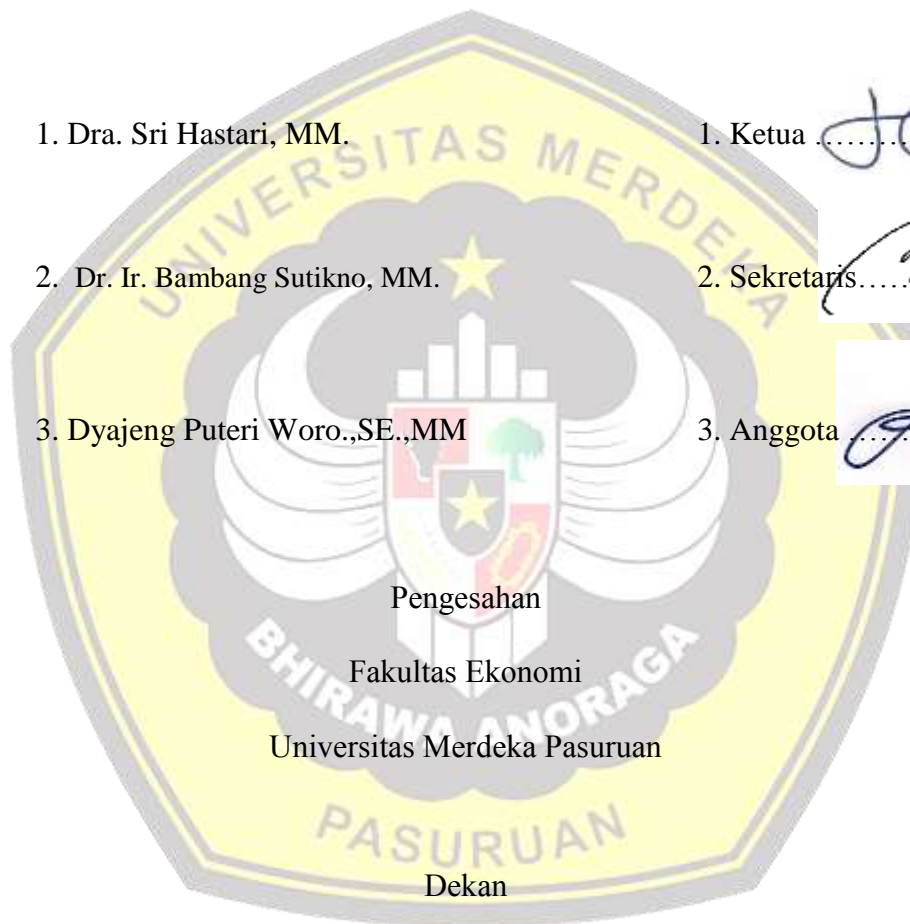 1. Dra. Sri Hastari, MM. 1. Ketua ..........
UNIVERSITAS MERDEKA
2. Dr. Ir. Bambang Sutikno, MM. 2. Sekretaris.....
3. Dyajeng Puteri Woro.,SE.,MM 3. Anggota ......
Pengesahan
Fakultas Ekonomi
BHIRAWA ANORAGA
Universitas Merdeka Pasuruan
PASURUAN
Dekan